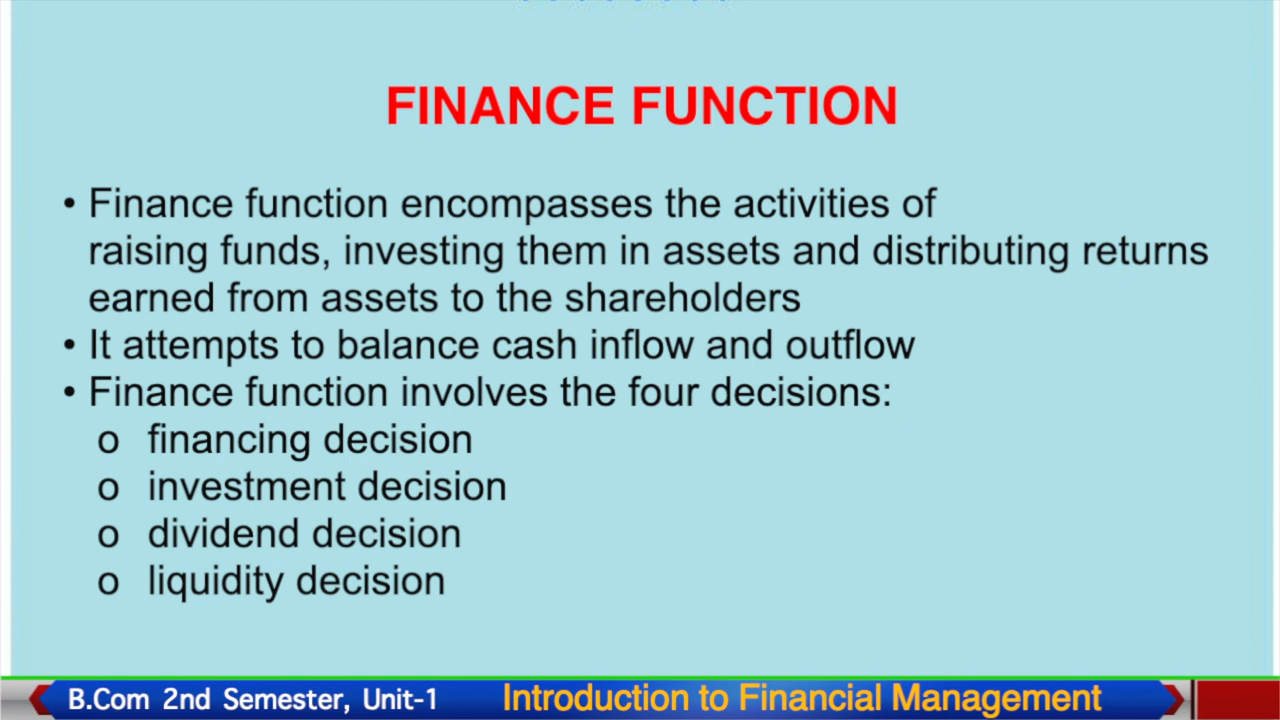 FINANCE FUNCTION
• Finance function encompasses the activities of
raising funds, investing them in assets and distributing returns
earned from assets to the shareholders
• It attempts to balance cash inflow and outflow
• Finance function involves the four decisions:
o financing decision
o investment decision
o dividend decision
o liquidity decision
B.Com 2nd Semester, Unit-1 Introduction to Financial Management